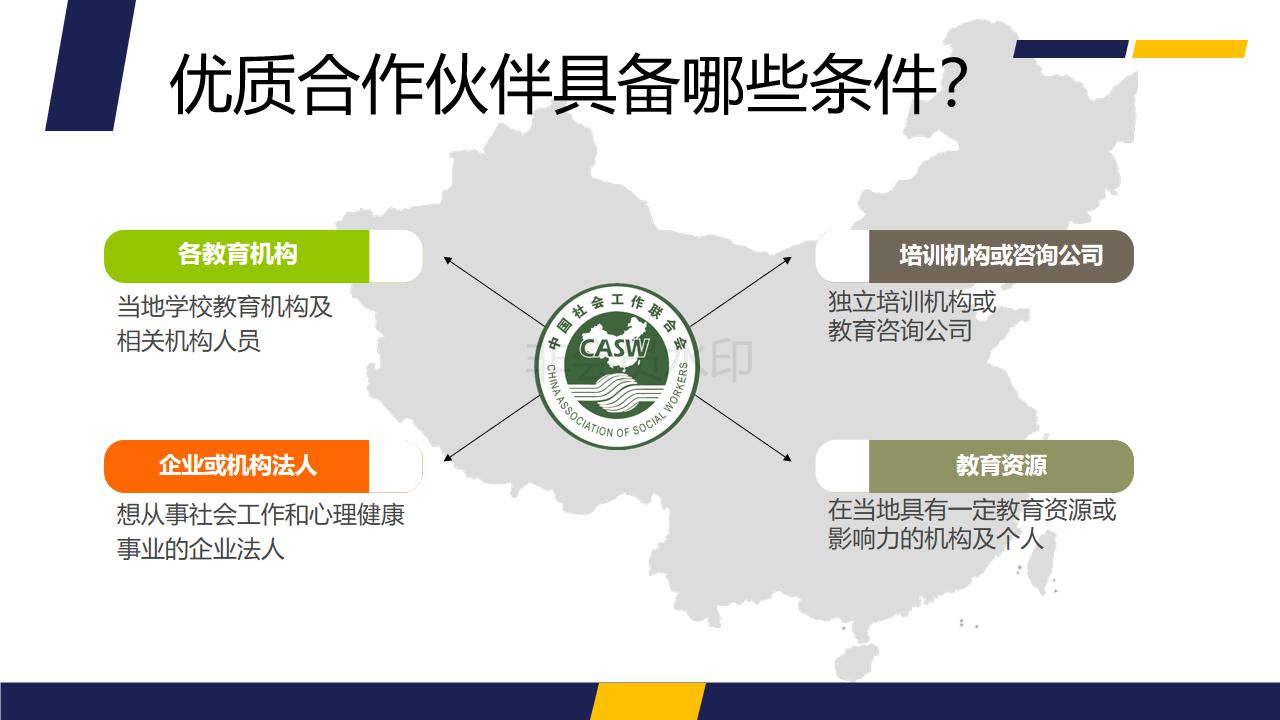 优质合作伙伴具备哪些条件？
各教育机构
当地学校教育机构及
相关机构人员
培训机构或咨询公司
独立培训机构或
教育咨询公司
中国社会工作联合会
CASW
CHINA ASSOCIATION OF SOCIAL WORKERS
非会员水印
企业或机构法人
想从事社会工作和心理健康
事业的企业法人
教育资源
在当地具有一定教育资源或
影响力的机构及个人